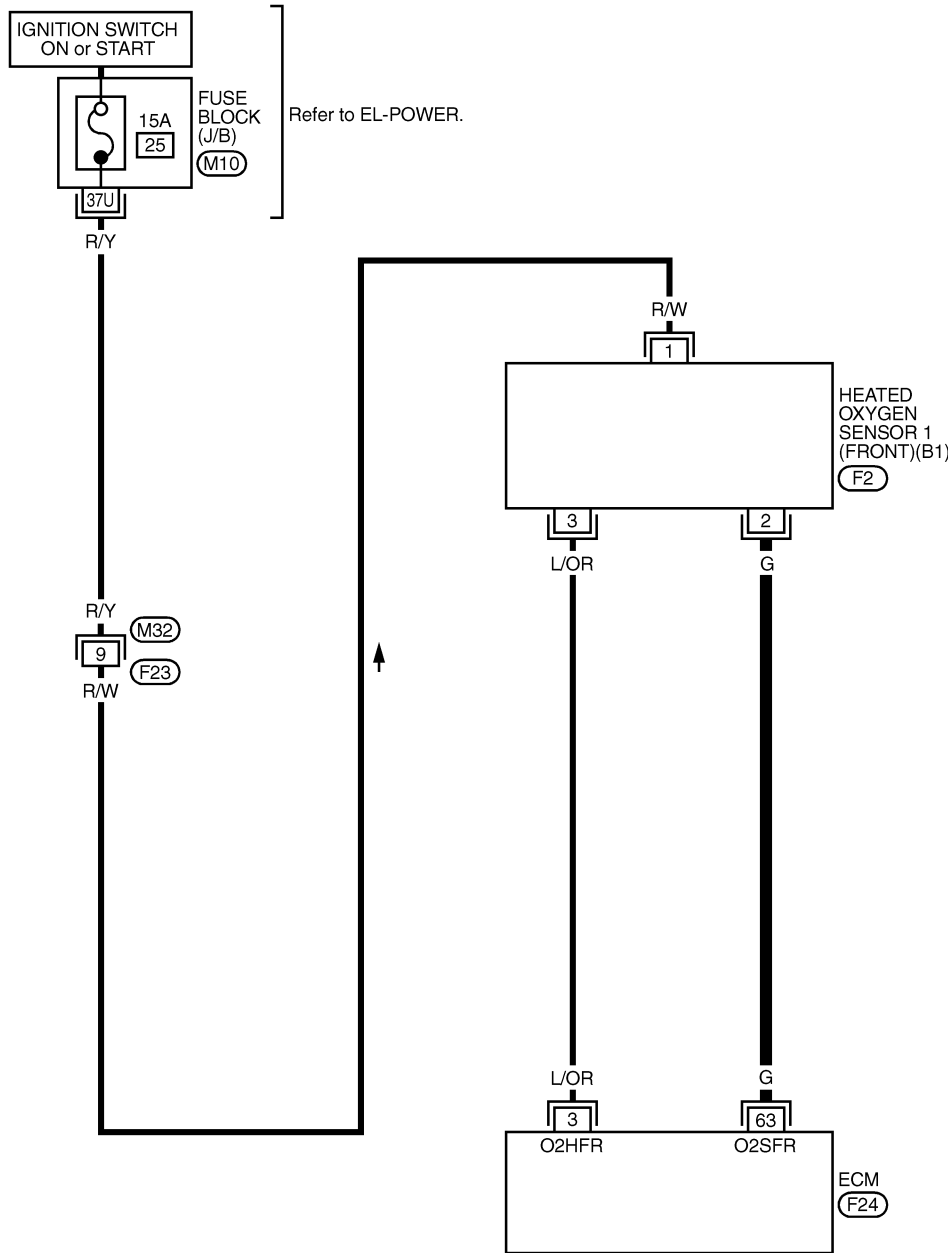 IGNITION SWITCH
ON or START
FUSE
BLOCK
(J/B)
M10
15A
25
Refer to EL-POWER.
37U
R/Y
R/W
1
HEATED
OXYGEN
SENSOR 1
(FRONT)(B1)
F2
3
2
L/OR
G
R/Y
M32
9
F23
R/W
L/OR
G
3
63
O2HFR
O2SFR
ECM
F24